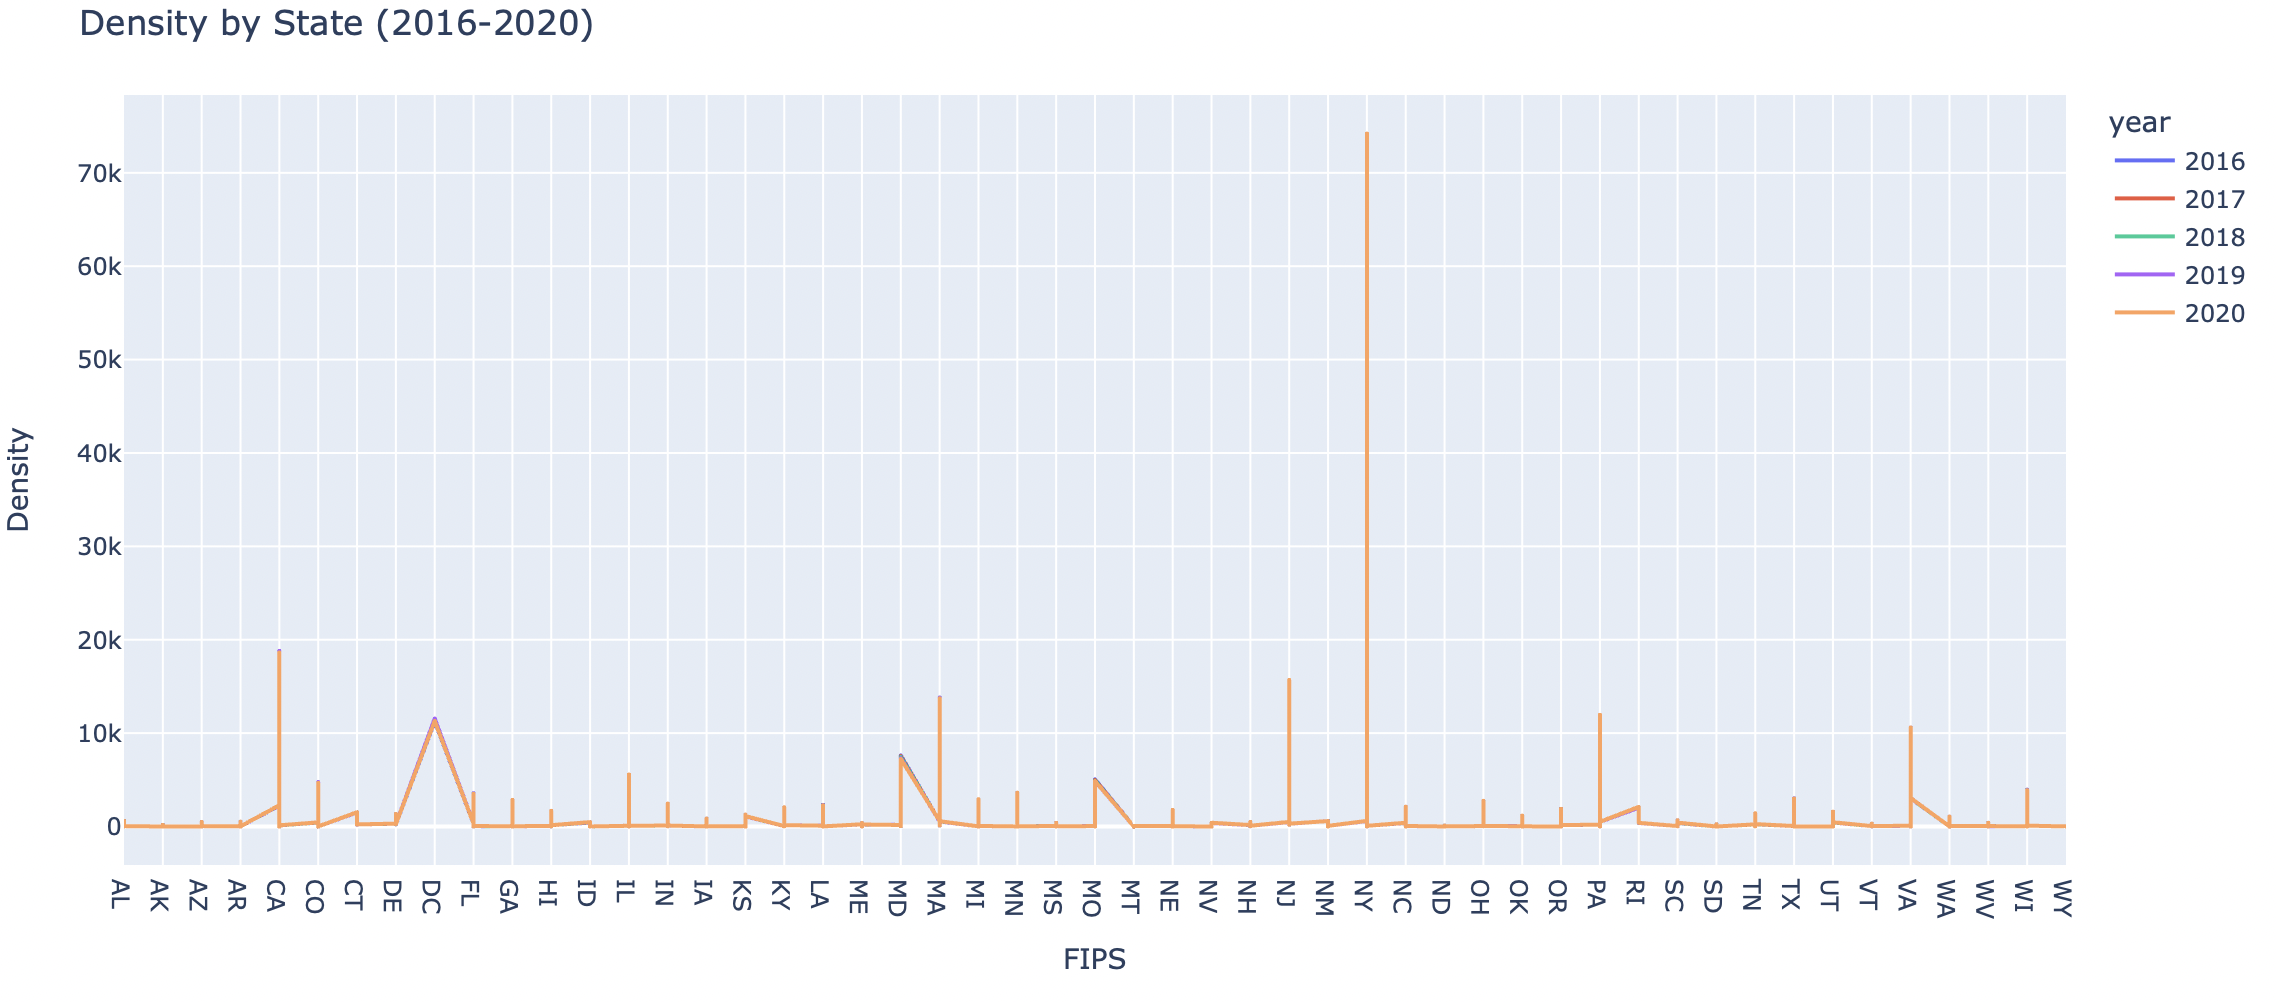 Density by State (2016-2020)
year
2016
2017
2018
2019
2020
Density
70k
60k
50k
40k
30k
20k
10k
0
AL AK AZ AR CA CO CT DE DC FL GA HI ID IL IN IA KS KY LA ME MD MA MI MN MS MO MT NE NV NH NJ NM NY NC ND OH OK OR PA RI SC SD TN TX UT VT VA WA WV WI WY
FIPS